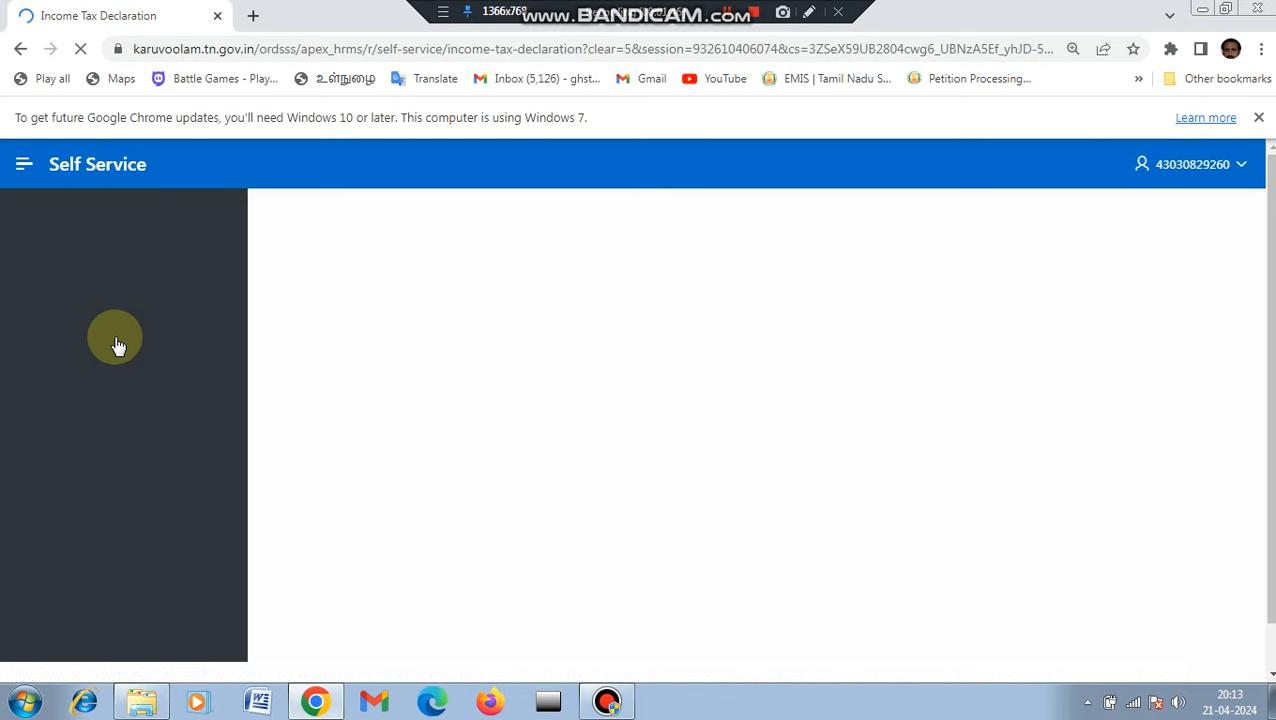 Income Tax Declaration
1366x768
www.BANDICAM.com
karuvoolam.tn.gov.in/ordsss/apex_hrms/r/self-service/income-tax-declaration?clear=5&session=932610406074&cs=3ZSeX59UB2804cwg6_UBNzA5Ef_yhJD-5...
Play all Maps Battle Games - Play... உள்நுழை Translate Inbox (5,126) - ghst... Gmail YouTube EMIS | Tamil Nadu S... Petition Processing... » Other bookmarks
To get future Google Chrome updates, you'll need Windows 10 or later. This computer is using Windows 7. Learn more
Self Service 43030829260
20:13
21-04-2024